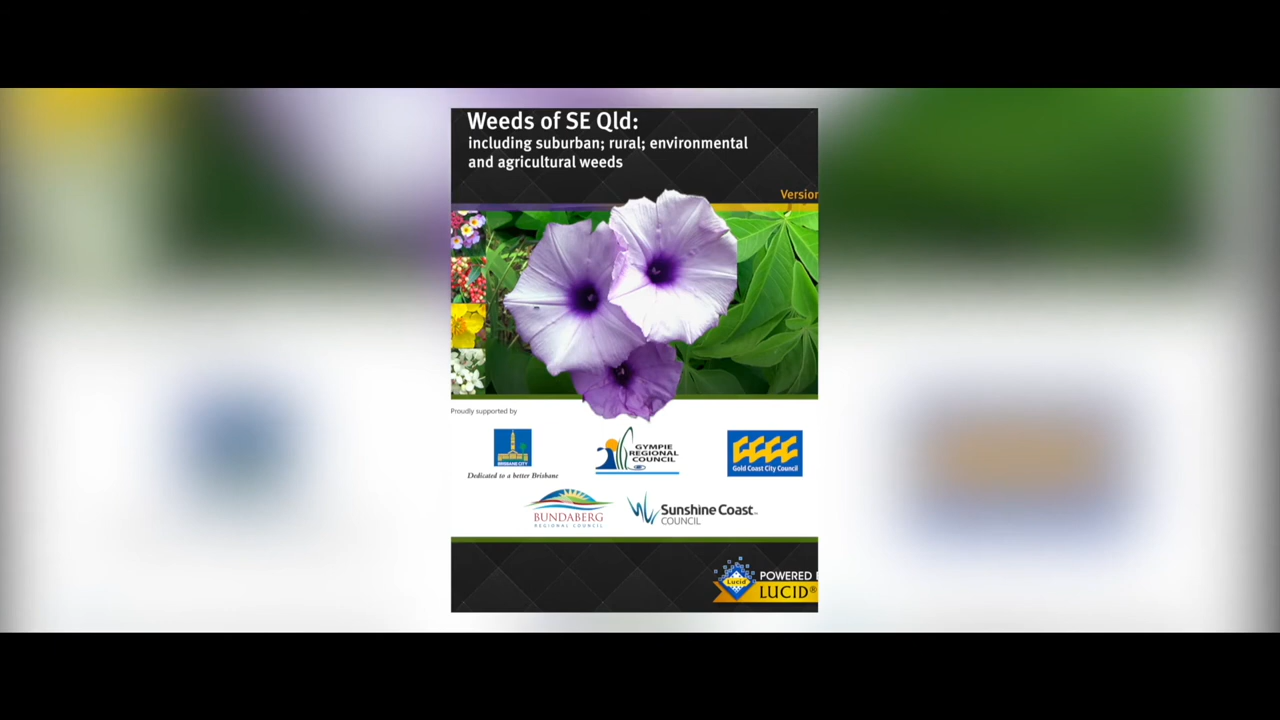 Weeds of SE Qld:
including suburban; rural; environmental
and agricultural weeds
Version
Proudly supported by
BRISBANE CITY
Dedicated to a better Brisbane
GYMPIE
REGIONAL
COUNCIL
Gold Coast City Council
BUNDABERG
REGIONAL COUNCIL
Sunshine Coast™
COUNCIL
Lucid
POWERED
LUCID®